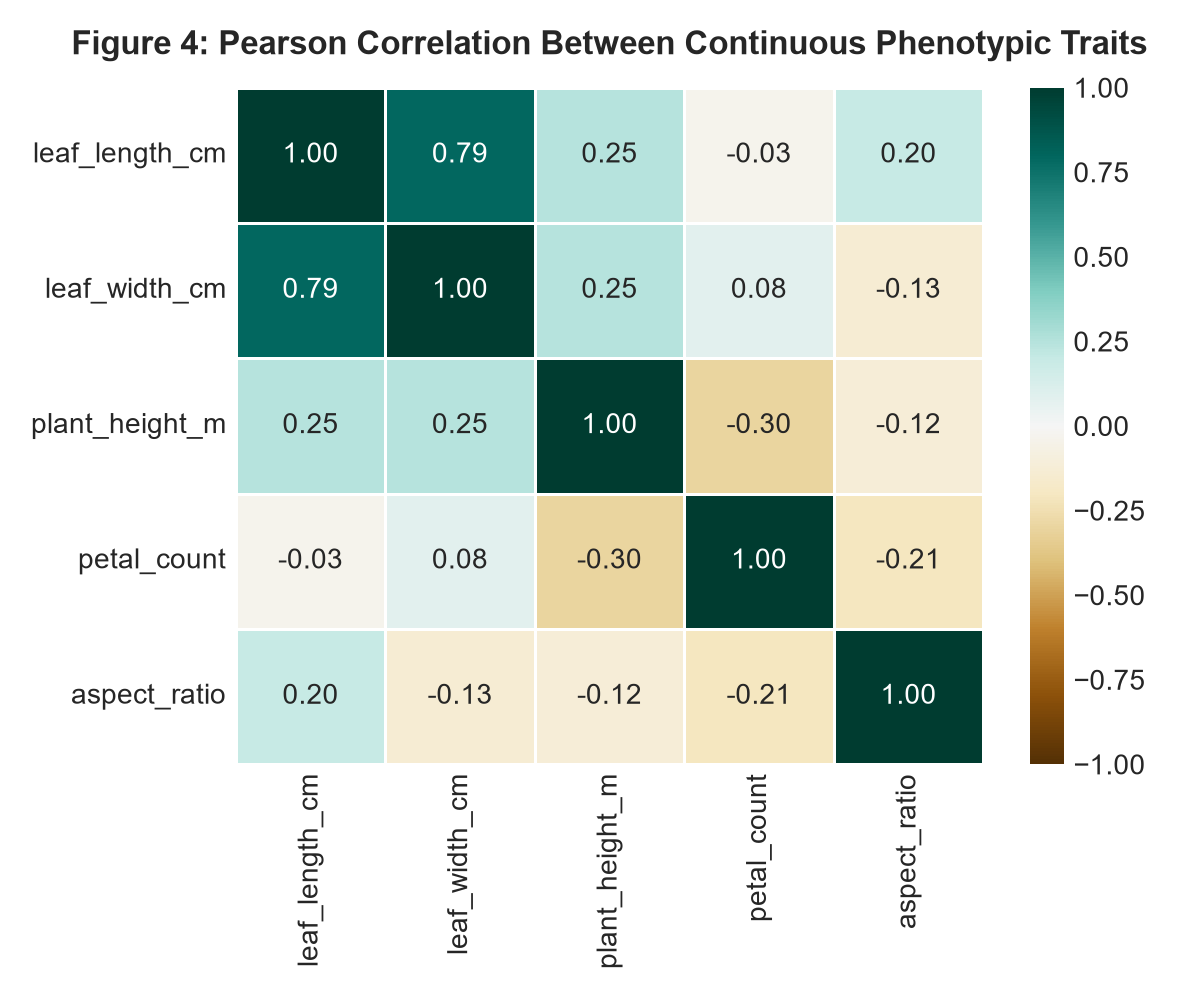 Figure 4: Pearson Correlation Between Continuous Phenotypic Traits
leaf_length_cm 1.00 0.79 0.25 -0.03 0.20
leaf_width_cm 0.79 1.00 0.25 0.08 -0.13
plant_height_m 0.25 0.25 1.00 -0.30 -0.12
petal_count -0.03 0.08 -0.30 1.00 -0.21
aspect_ratio 0.20 -0.13 -0.12 -0.21 1.00
leaf_length_cm
leaf_width_cm
plant_height_m
petal_count
aspect_ratio
1.00
0.75
0.50
0.25
0.00
−0.25
−0.50
−0.75
−1.00